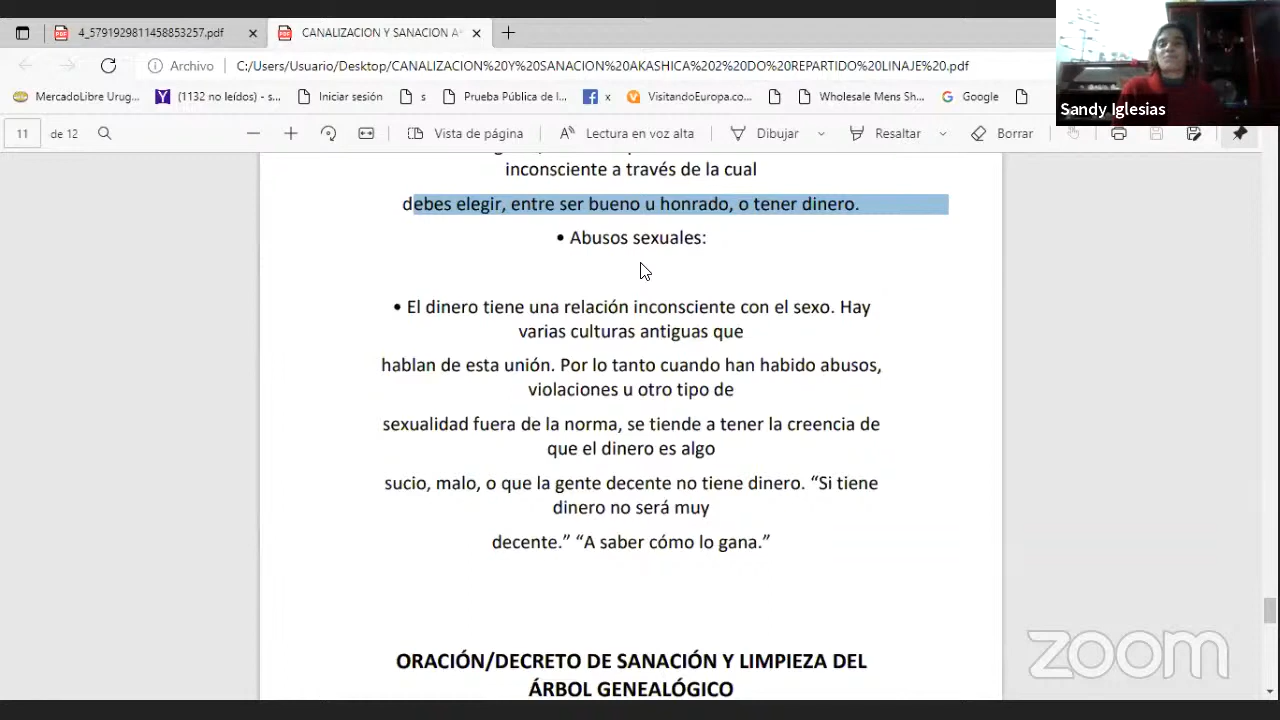 4_5791929811458853257.pdf
CANALIZACION Y SANACION A
Archivo
C:/Users/Usuario/Desktop/CANALIZACION%20Y%20SANACION%20AKASHICA%202%20DO%20REPARTIDO%20LINAJE%20.pdf
MercadoLibre Urug...
(1132 no leídos) - s...
Iniciar sesión
s
Prueba Pública de l...
x
VisitandoEuropa.co...
Wholesale Mens Sh...
Google
Sandy Iglesias
11 de 12
Vista de página
Lectura en voz alta
Dibujar
Resaltar
Borrar
inconsciente a través de la cual
debes elegir, entre ser bueno u honrado, o tener dinero.
• Abusos sexuales:
• El dinero tiene una relación inconsciente con el sexo. Hay
varias culturas antiguas que
hablan de esta unión. Por lo tanto cuando han habido abusos,
violaciones u otro tipo de
sexualidad fuera de la norma, se tiende a tener la creencia de
que el dinero es algo
sucio, malo, o que la gente decente no tiene dinero. “Si tiene
dinero no será muy
decente.” “A saber cómo lo gana.”
ORACIÓN/DECRETO DE SANACIÓN Y LIMPIEZA DEL
ÁRBOL GENEALÓGICO
zoom